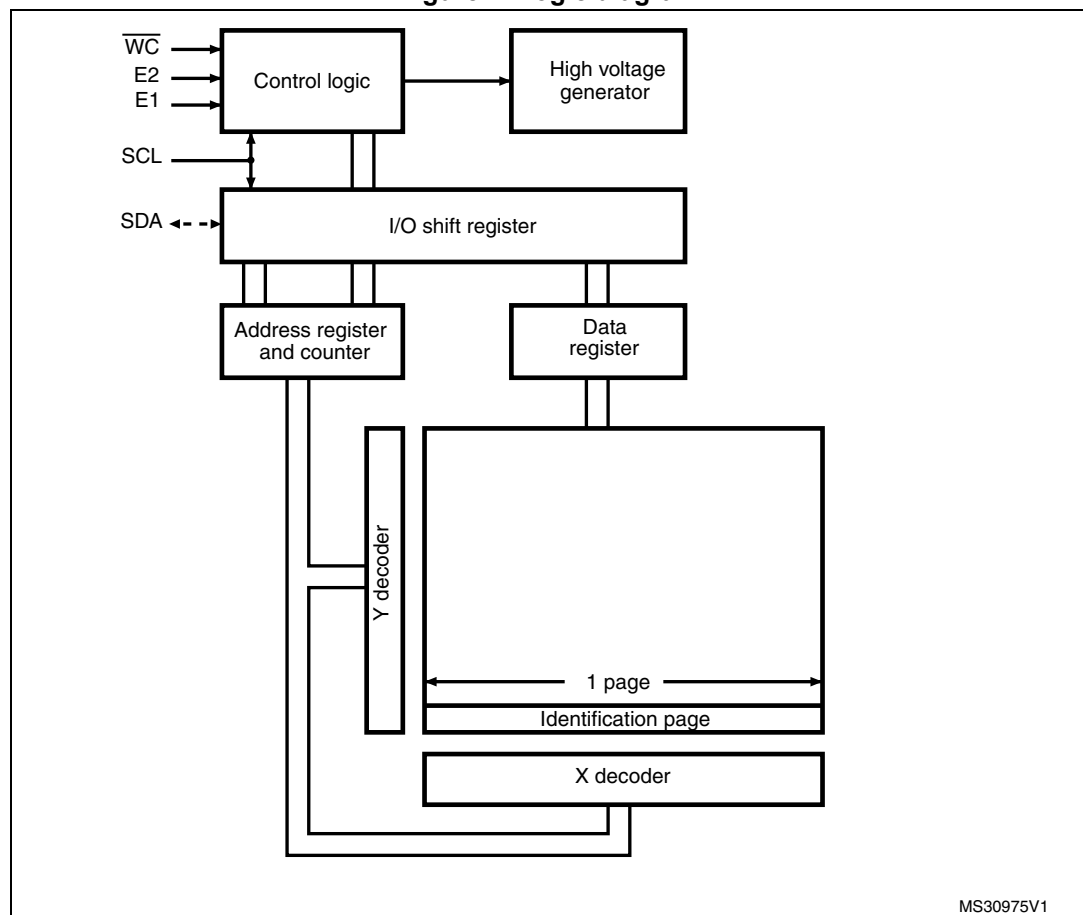 WC
E2
E1
SCL
SDA
Control logic
High voltage
generator
I/O shift register
Address register
and counter
Data
register
Y decoder
1 page
Identification page
X decoder
MS30975V1